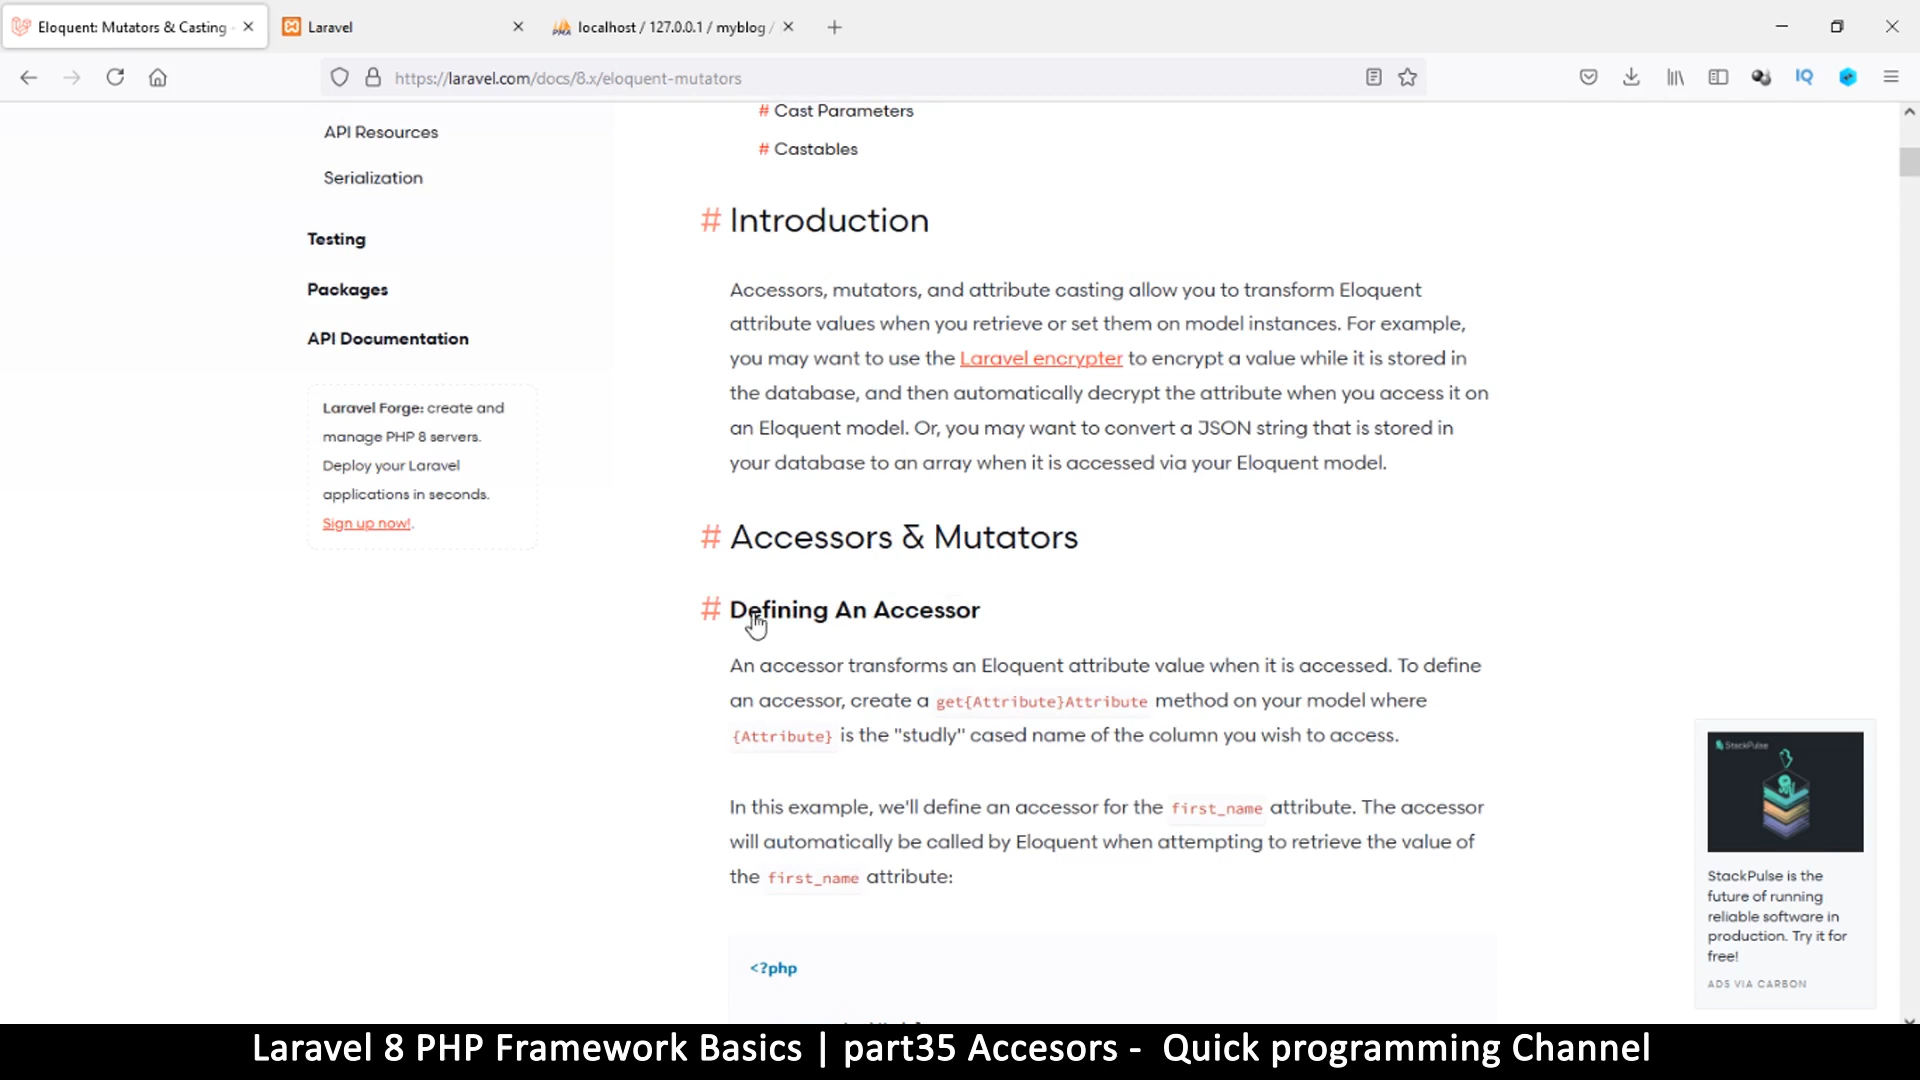 Eloquent: Mutators & Casting
Laravel
localhost / 127.0.0.1 / myblog /
https://laravel.com/docs/8.x/eloquent-mutators
IQ
# Cast Parameters
# Castables
API Resources
Serialization
Testing
Packages
API Documentation
Laravel Forge: create and
manage PHP 8 servers.
Deploy your Laravel
applications in seconds.
Sign up now!.
# Introduction
Accessors, mutators, and attribute casting allow you to transform Eloquent
attribute values when you retrieve or set them on model instances. For example,
you may want to use the Laravel encrypter to encrypt a value while it is stored in
the database, and then automatically decrypt the attribute when you access it on
an Eloquent model. Or, you may want to convert a JSON string that is stored in
your database to an array when it is accessed via your Eloquent model.
# Accessors & Mutators
# Defining An Accessor
An accessor transforms an Eloquent attribute value when it is accessed. To define
an accessor, create a get{Attribute}Attribute method on your model where
{Attribute} is the "studly" cased name of the column you wish to access.
In this example, we'll define an accessor for the first_name attribute. The accessor
will automatically be called by Eloquent when attempting to retrieve the value of
the first_name attribute:
<?php
StackPulse
StackPulse is the
future of running
reliable software in
production. Try it for
free!
ADS VIA CARBON
Laravel 8 PHP Framework Basics | part35 Accesors - Quick programming Channel